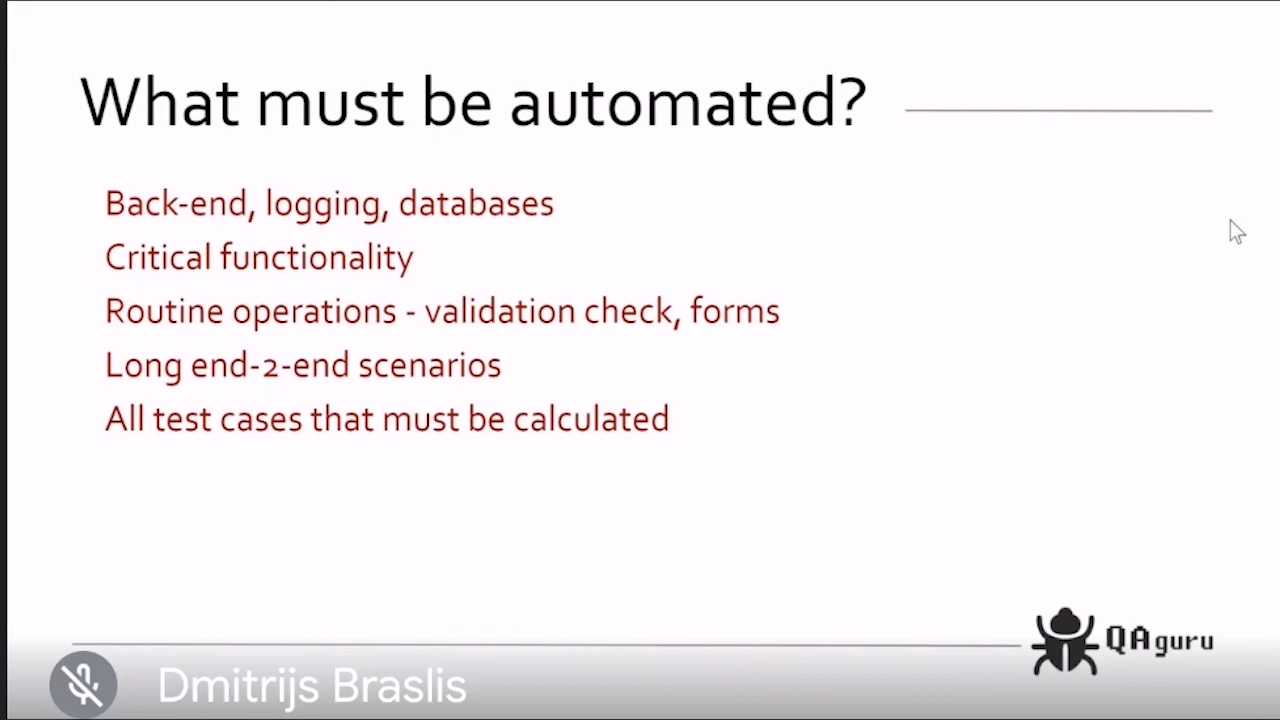 What must be automated?
Back-end, logging, databases
Critical functionality
Routine operations - validation check, forms
Long end-2-end scenarios
All test cases that must be calculated
QAguru
Dmitrijs Braslis